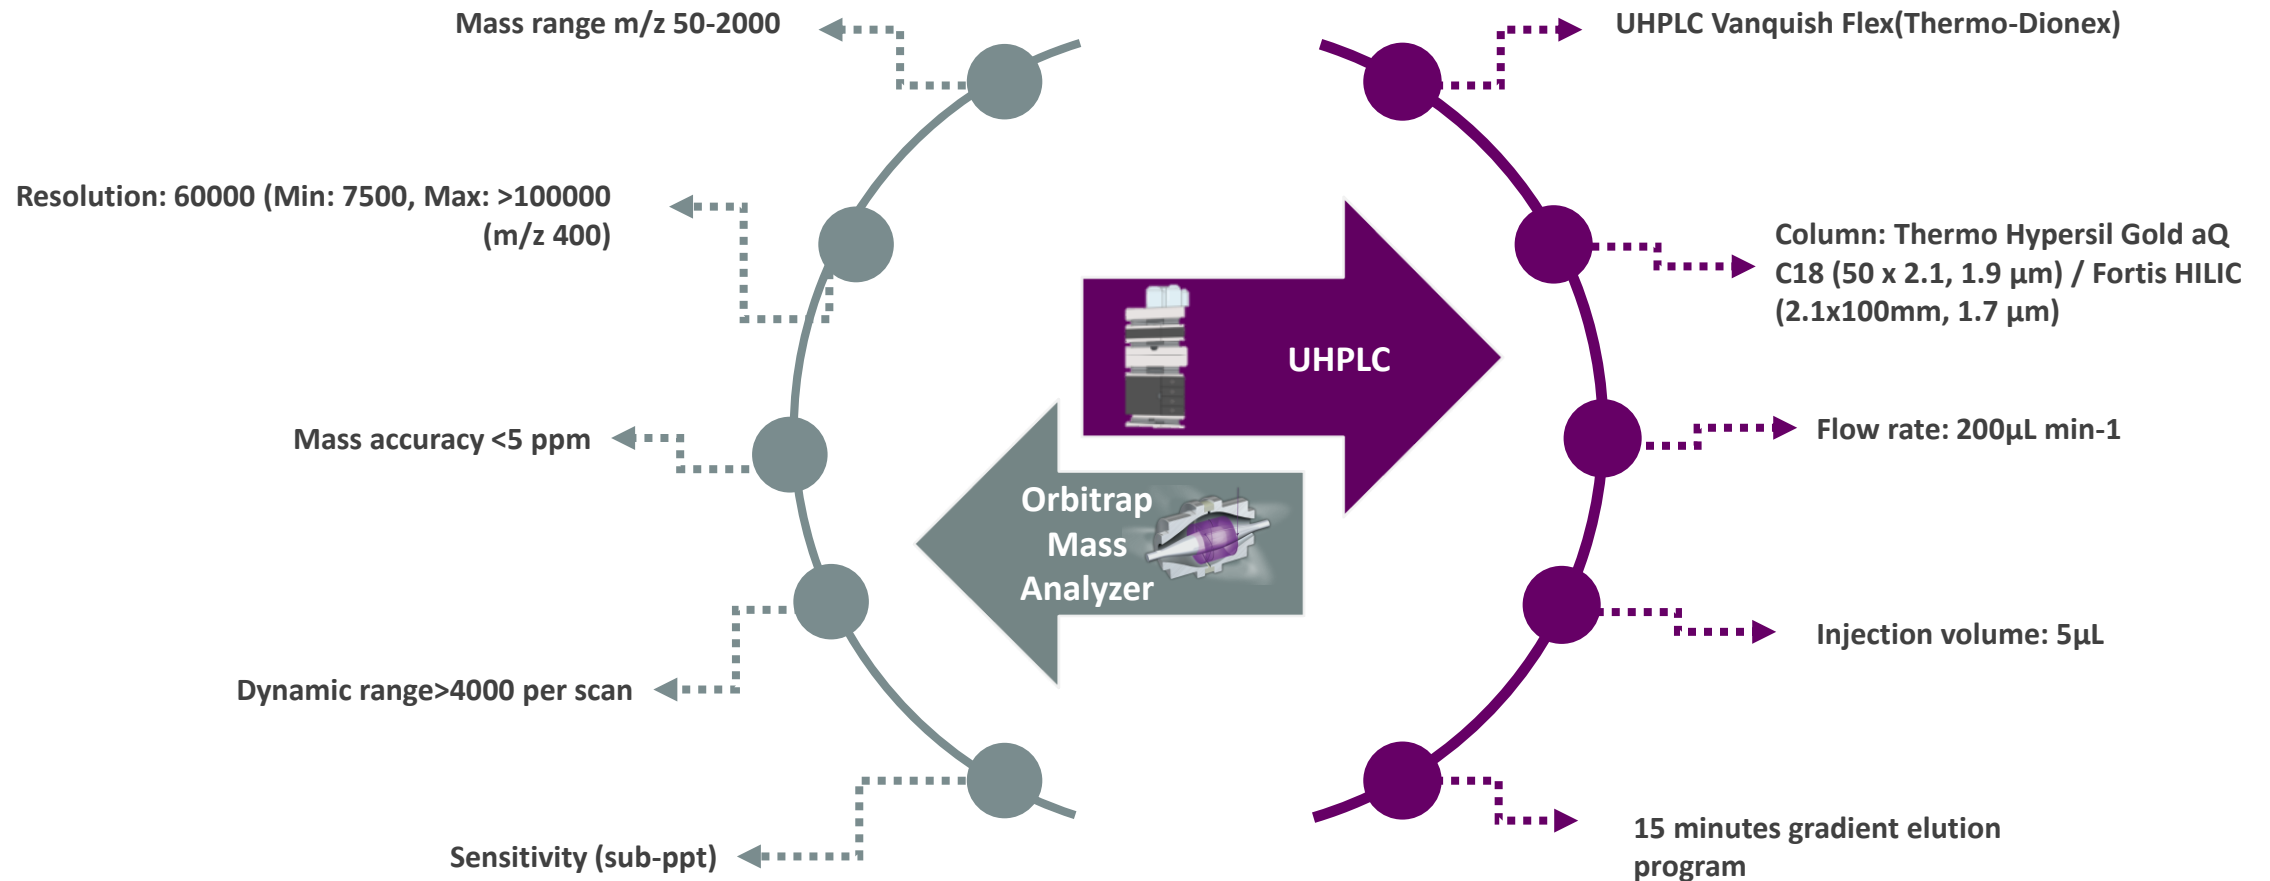 Mass range m/z 50-2000
Resolution: 60000 (Min: 7500, Max: >100000
(m/z 400)
Mass accuracy <5 ppm
Dynamic range>4000 per scan
Sensitivity (sub-ppt)
UHPLC
Orbitrap
Mass
Analyzer
UHPLC Vanquish Flex(Thermo-Dionex)
Column: Thermo Hypersil Gold aQ
C18 (50 x 2.1, 1.9 µm) / Fortis HILIC
(2.1x100mm, 1.7 µm)
Flow rate: 200µL min-1
Injection volume: 5µL
15 minutes gradient elution
program